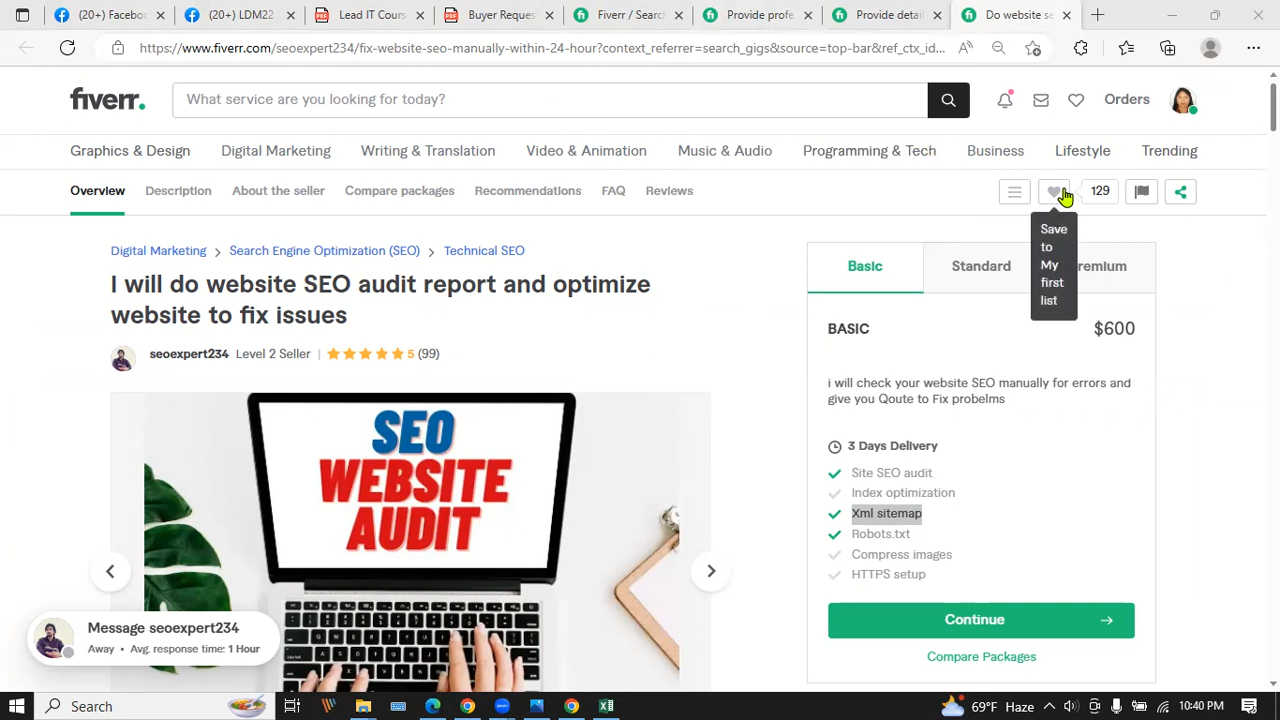 (20+) Facebo
(20+) LDM2
Lead IT Cours
Buyer Reques
Fiverr / Searc
Provide profe
Provide detai
Do website se
https://www.fiverr.com/seoexpert234/fix-website-seo-manually-within-24-hour?context_referrer=search_gigs&source=top-bar&ref_ctx_id...
fiverr.
What service are you looking for today?
Orders
Graphics & Design
Digital Marketing
Writing & Translation
Video & Animation
Music & Audio
Programming & Tech
Business
Lifestyle
Trending
Overview
Description
About the seller
Compare packages
Recommendations
FAQ
Reviews
129
Save
to
My
first
list
Digital Marketing > Search Engine Optimization (SEO) > Technical SEO
I will do website SEO audit report and optimize
website to fix issues
seoexpert234 Level 2 Seller | 5 (99)
SEO
WEBSITE
AUDIT
Message seoexpert234
Away • Avg. response time: 1 Hour
Basic
Standard
remium
BASIC
$600
i will check your website SEO manually for errors and
give you Qoute to Fix probelms
3 Days Delivery
Site SEO audit
Index optimization
Xml sitemap
Robots.txt
Compress images
HTTPS setup
Continue
Compare Packages
Search
69°F Haze
10:40 PM